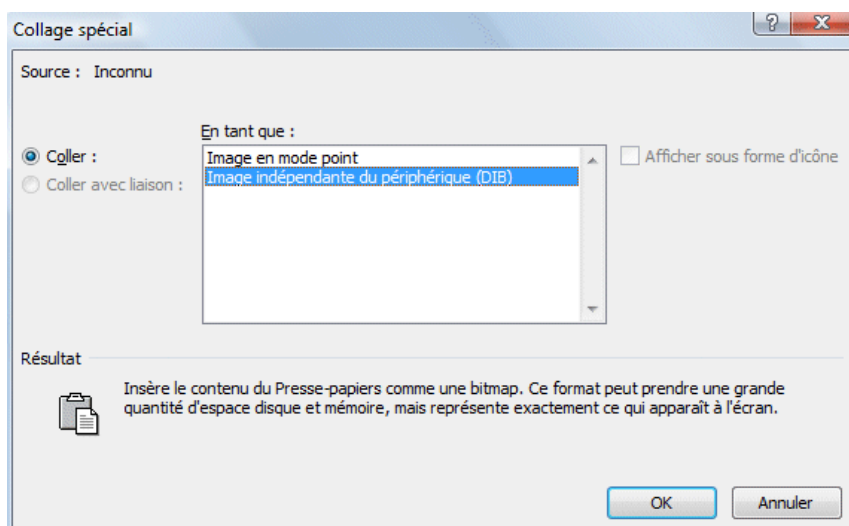 Collage spécial
Source : Inconnu
En tant que :
Coller :
Coller avec liaison :
Image en mode point
Image indépendante du périphérique (DIB)
Afficher sous forme d'icône
Résultat
Insère le contenu du Presse-papiers comme une bitmap. Ce format peut prendre une grande
quantité d'espace disque et mémoire, mais représente exactement ce qui apparaît à l'écran.
OK
Annuler